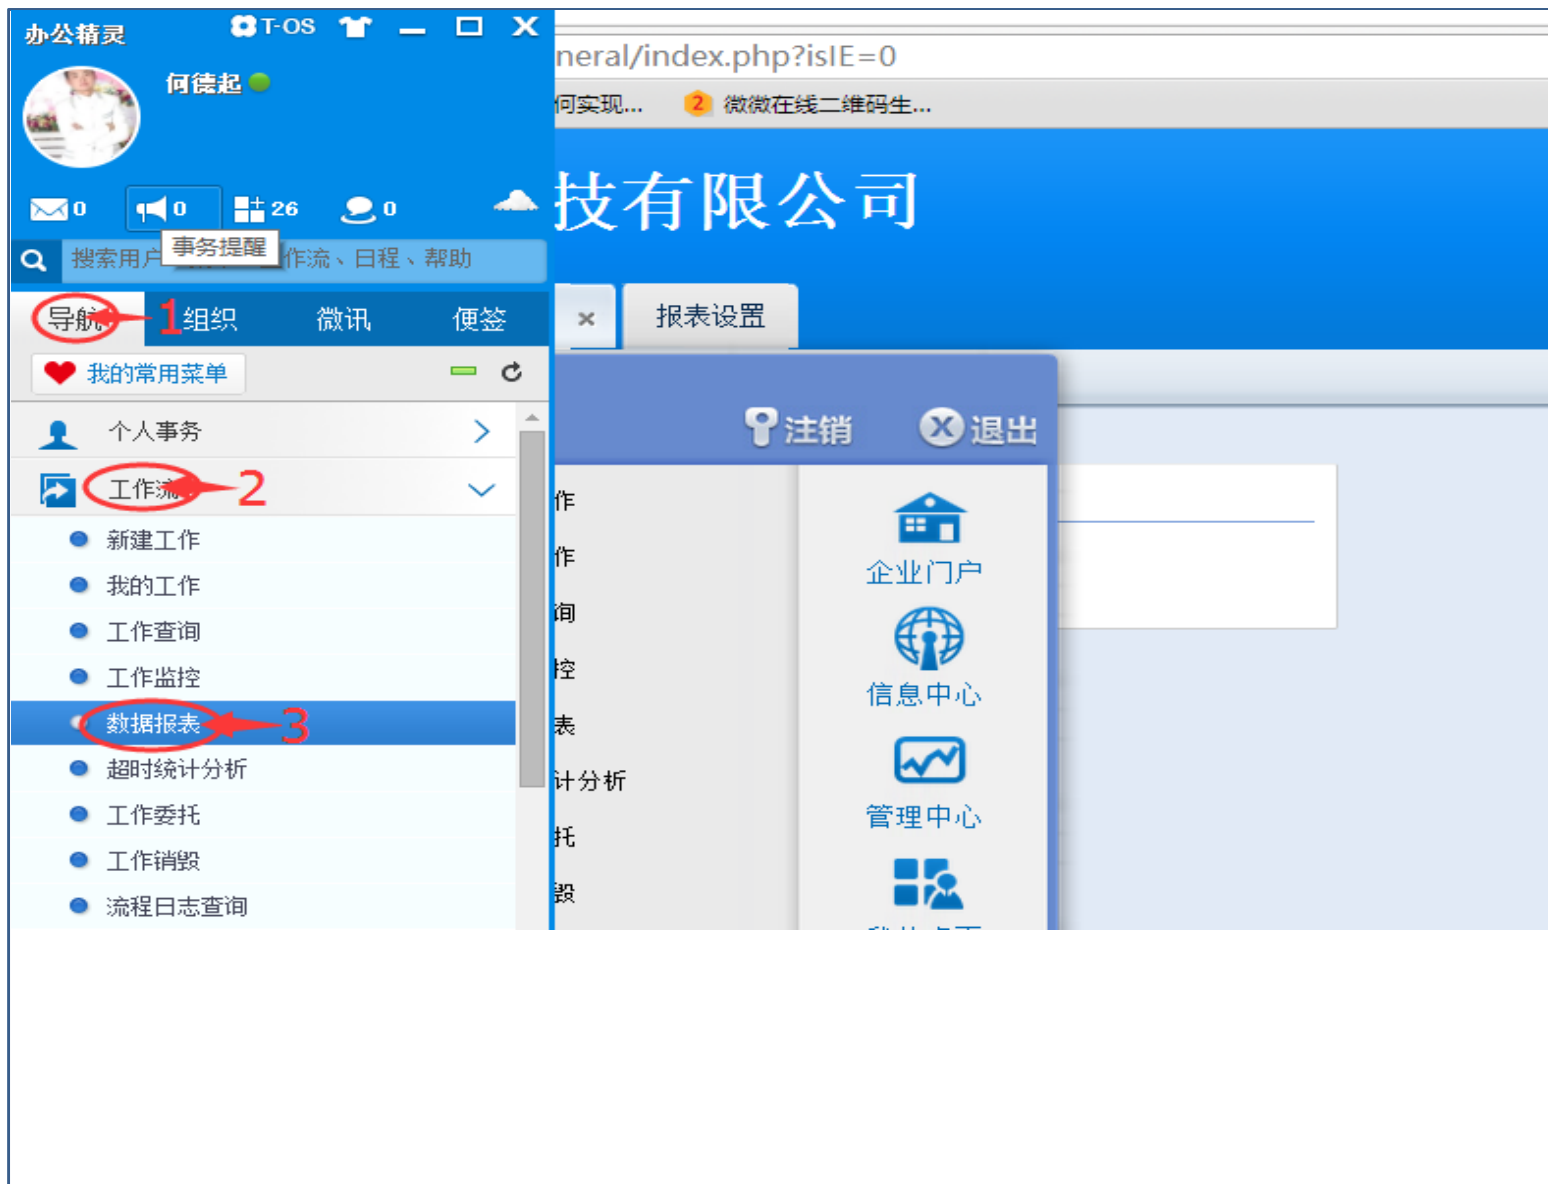 办公精灵
T-OS
何德起
0
0
26
0
事务提醒
搜索用户
作流、日程、帮助
导航
1
组织
微讯
便签
我的常用菜单
个人事务
工作流
2
新建工作
我的工作
工作查询
工作监控
数据报表
3
超时统计分析
工作委托
工作销毁
流程日志查询
neral/index.php?isIE=0
何实现...
2
微微在线二维码生...
技有限公司
报表设置
注销
退出
作
作
询
控
表
计分析
托
毁
企业门户
信息中心
管理中心